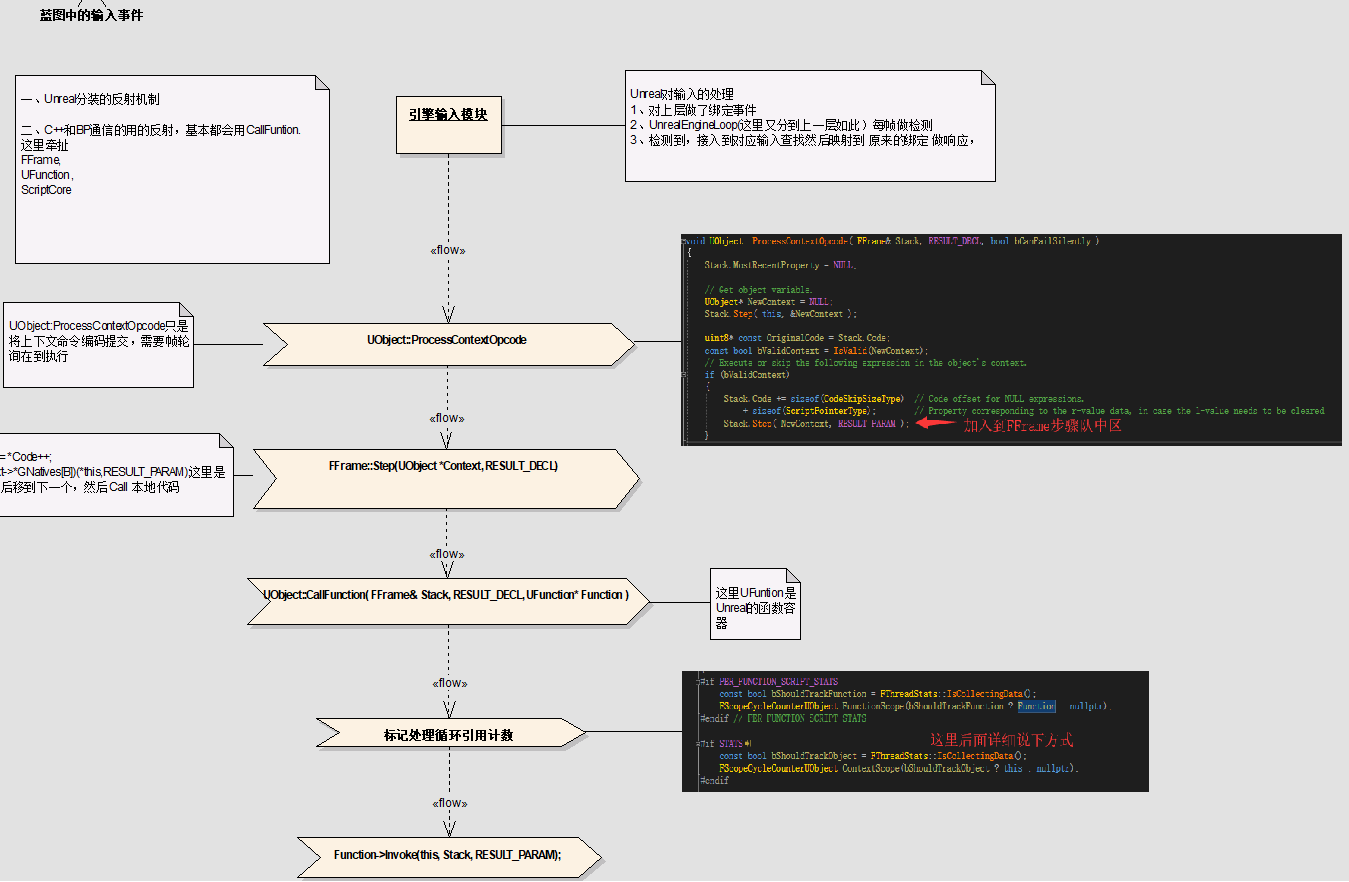 蓝图中的输入事件
一、Unreal分装的反射机制
二、C++和BP通信的用的反射，基本都会用CallFuntion.
这里牵扯
FFrame,
UFunction ,
ScriptCore
引擎输入模块
Unreal对输入的处理
1、对上层做了绑定事件
2、UnrealEngineLoop(这里又分到上一层如此）每帧做检测
3、检测到，接入到对应输入查找然后映射到 原来的绑定 做响应，
«flow»
void UObject::ProcessContextOpcode( FFrame& Stack, RESULT_DECL, bool bCanFailSilently )
{
Stack.MostRecentProperty = NULL;
// Get object variable.
UObject* NewContext = NULL;
Stack.Step( this, &NewContext );
uint8* const OriginalCode = Stack.Code;
const bool bValidContext = IsValid(NewContext);
// Execute or skip the following expression in the object's context.
if (bValidContext)
{
Stack.Code += sizeof(CodeSkipSizeType) // Code offset for NULL expressions.
+ sizeof(ScriptPointerType); // Property corresponding to the r-value data, in case the l-value needs to be cleared
Stack.Step( NewContext, RESULT_PARAM ); 加入到FFrame步骤队中区
}
UObject::ProcessContextOpcode只是
将上下文命令编码提交，需要帧轮
询在到执行
UObject::ProcessContextOpcode
«flow»
= *Code++;
t->*GNatives[B])(*this,RESULT_PARAM)这里是
后移到下一个，然后Call 本地代码
FFrame::Step(UObject *Context, RESULT_DECL)
«flow»
UObject::CallFunction( FFrame& Stack, RESULT_DECL, UFunction* Function )
这里UFuntion是
Unreal的函数容
器
«flow»
标记处理循环引用计数
#if PER_FUNCTION_SCRIPT_STATS
const bool bShouldTrackFunction = FThreadStats::IsCollectingData();
FScopeCycleCounterUObject FunctionScope(bShouldTrackFunction ? Function : nullptr);
#endif // PER_FUNCTION_SCRIPT_STATS
#if STATS 这里后面详细说下方式
const bool bShouldTrackObject = FThreadStats::IsCollectingData();
FScopeCycleCounterUObject ContextScope(bShouldTrackObject ? this : nullptr);
#endif
«flow»
Function->Invoke(this, Stack, RESULT_PARAM);